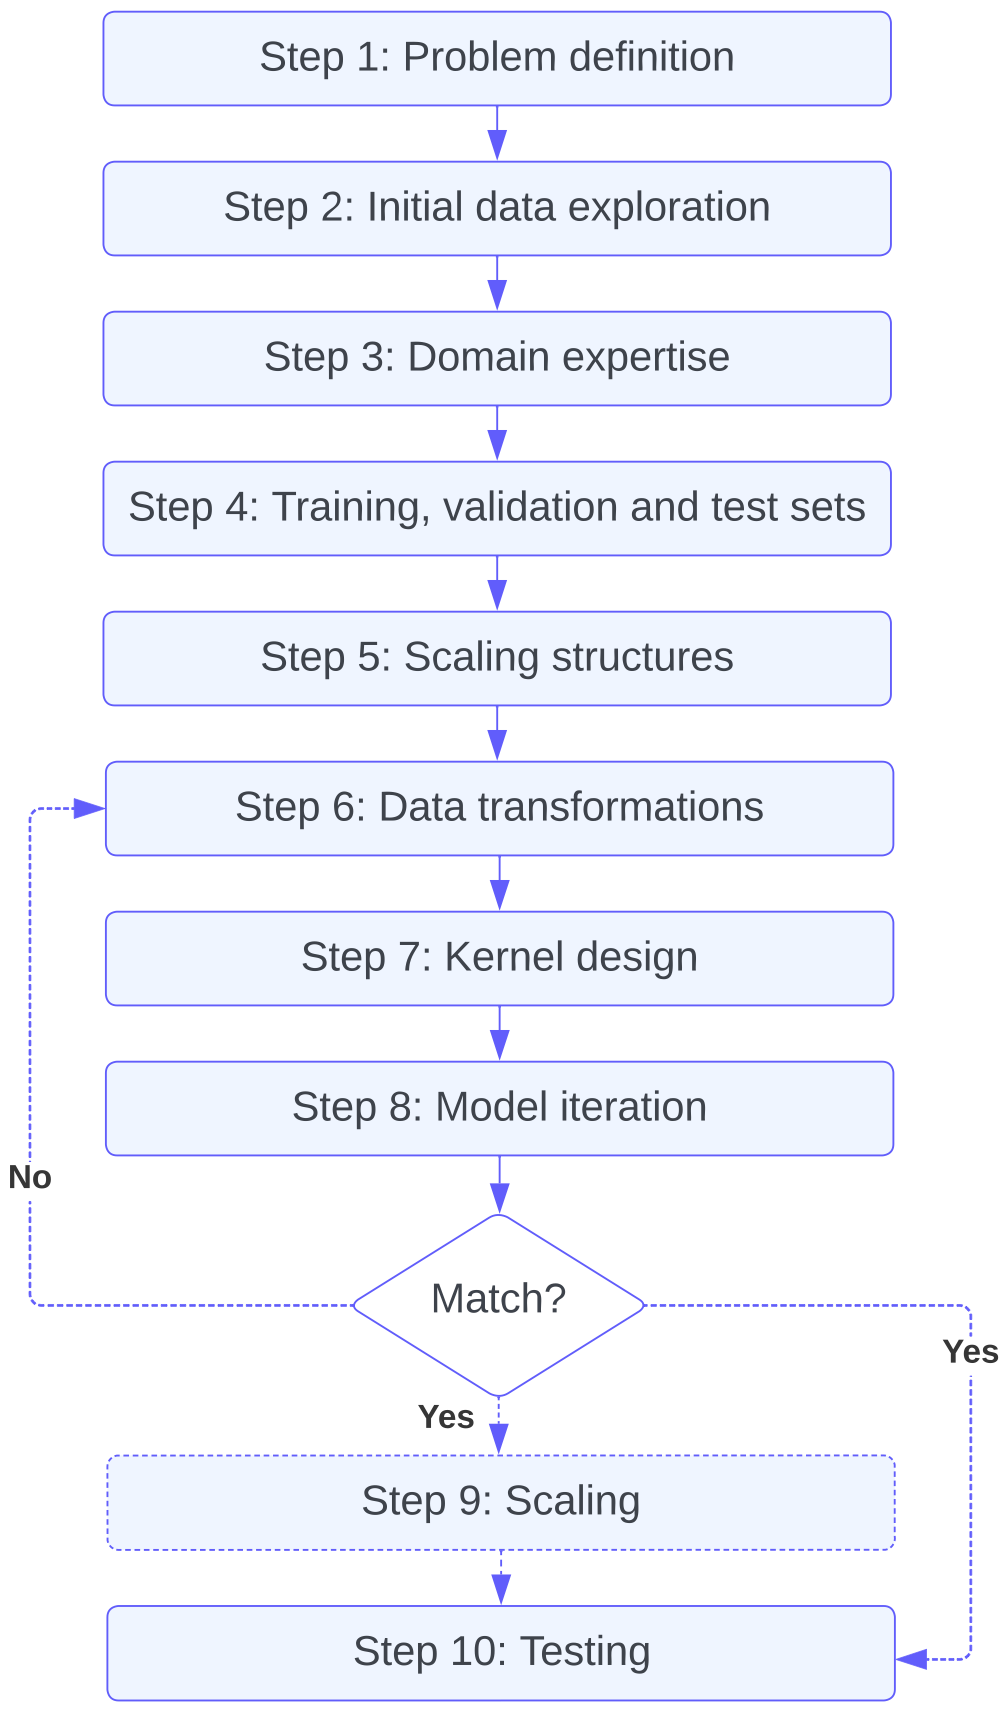 Step 1: Problem definition
Step 2: Initial data exploration
Step 3: Domain expertise
Step 4: Training, validation and test sets
Step 5: Scaling structures
Step 6: Data transformations
Step 7: Kernel design
Step 8: Model iteration
No
Match?
Yes
Yes
Step 9: Scaling
Step 10: Testing